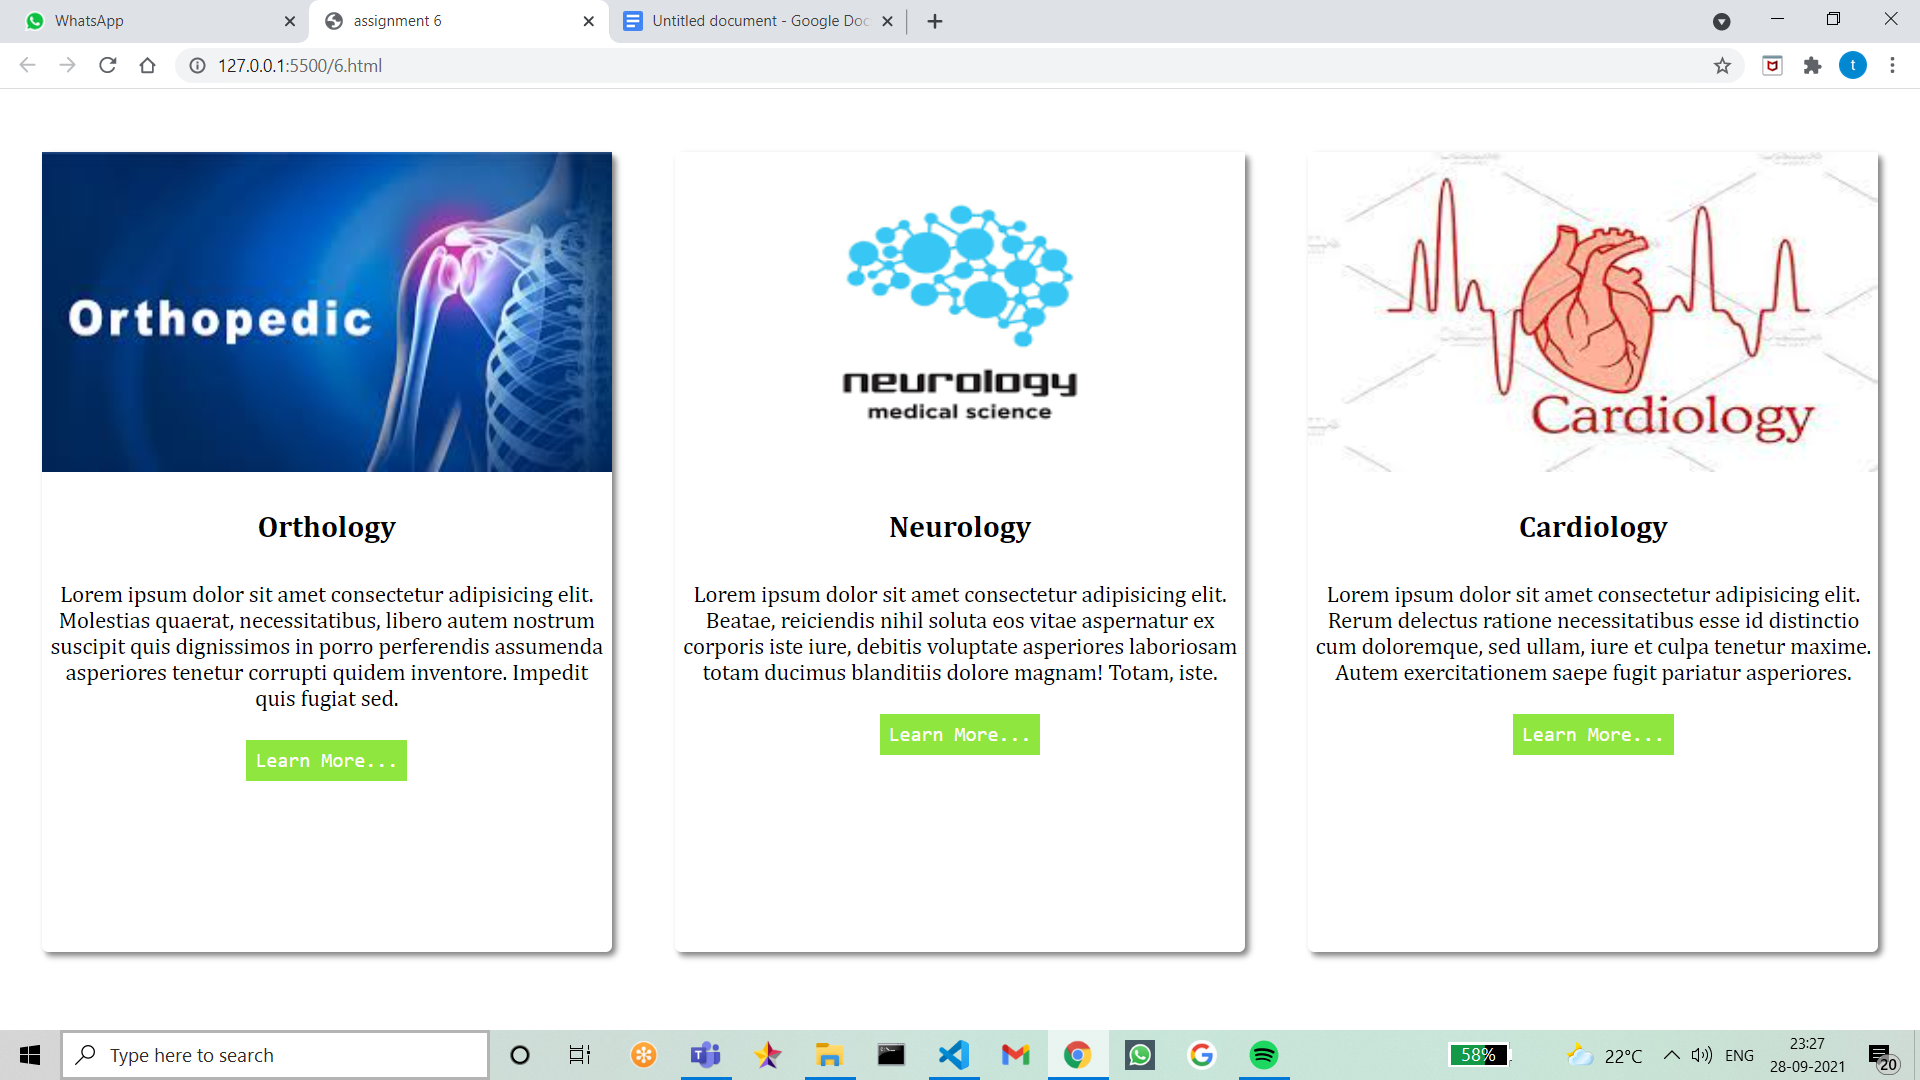 WhatsApp
assignment 6
Untitled document - Google Doc
127.0.0.1:5500/6.html
t
Orthopedic
neurology
medical science
Cardiology
Orthology
Neurology
Cardiology
Lorem ipsum dolor sit amet consectetur adipisicing elit.
Molestias quaerat, necessitatibus, libero autem nostrum
suscipit quis dignissimos in porro perferendis assumenda
asperiores tenetur corrupti quidem inventore. Impedit
quis fugiat sed.
Learn More...
Lorem ipsum dolor sit amet consectetur adipisicing elit.
Beatae, reiciendis nihil soluta eos vitae aspernatur ex
corporis iste iure, debitis voluptate asperiores laboriosam
totam ducimus blanditiis dolore magnam! Totam, iste.
Learn More...
Lorem ipsum dolor sit amet consectetur adipisicing elit.
Rerum delectus ratione necessitatibus esse id distinctio
cum doloremque, sed ullam, iure et culpa tenetur maxime.
Autem exercitationem saepe fugit pariatur asperiores.
Learn More...
Type here to search
58%
22°C
ENG
23:27
28-09-2021
20